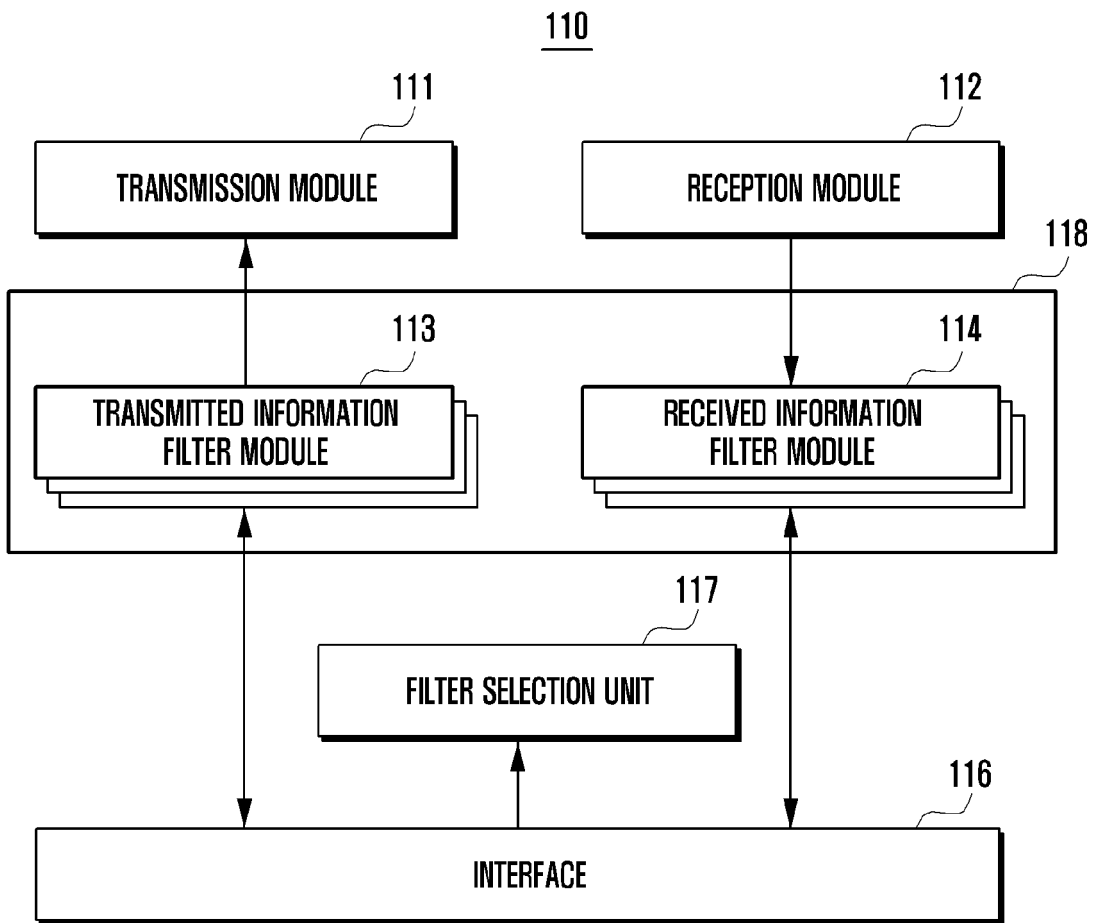 110
111
112
TRANSMISSION MODULE
RECEPTION MODULE
118
113
114
TRANSMITTED INFORMATION
FILTER MODULE
RECEIVED INFORMATION
FILTER MODULE
117
FILTER SELECTION UNIT
116
INTERFACE